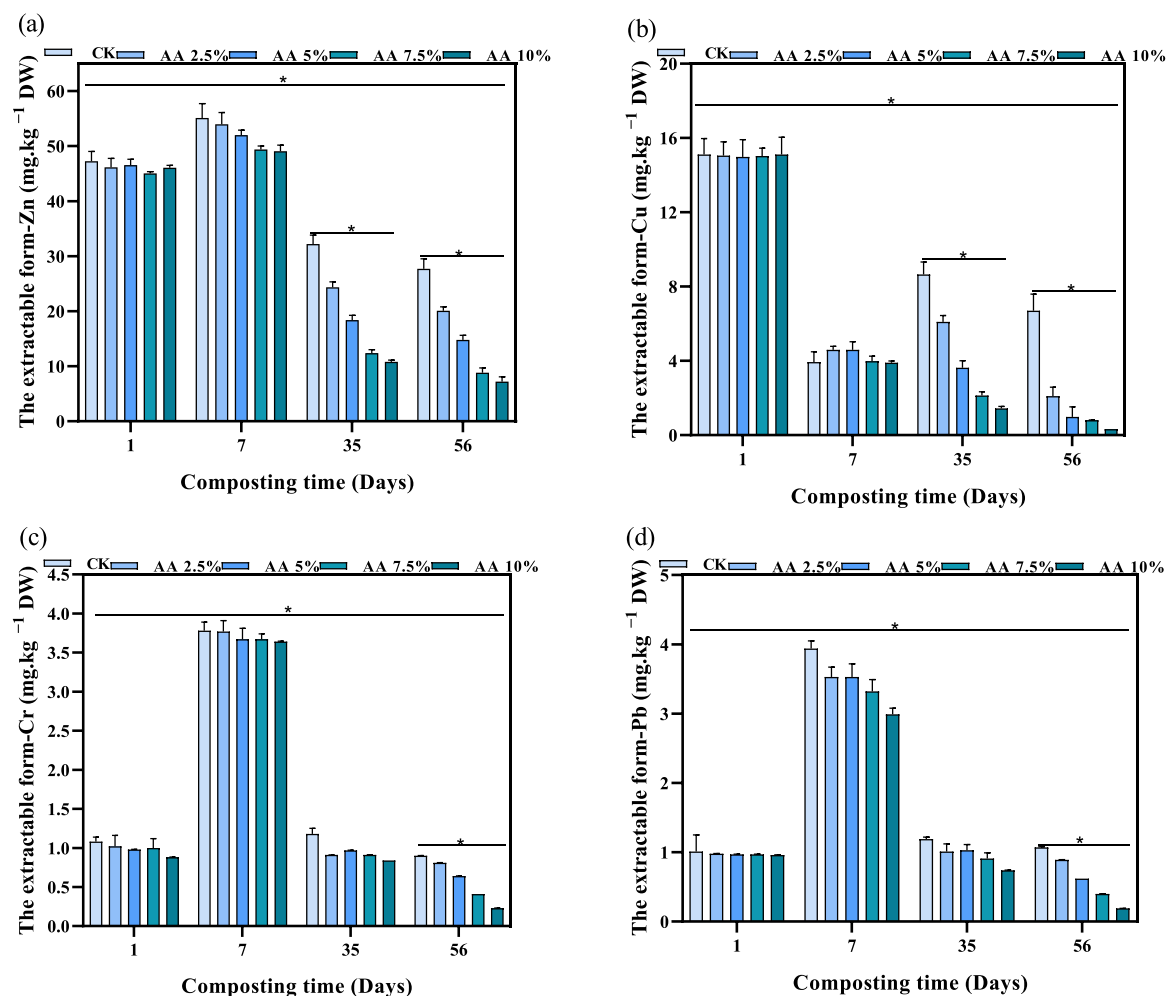 (a)
CK AA 2.5% AA 5% AA 7.5% AA 10%
The extractable form-Zn (mg.kg⁻¹ DW)
60
50
40
30
20
10
0
*
*
*
1 7 35 56
Composting time (Days)
(b)
CK AA 2.5% AA 5% AA 7.5% AA 10%
The extractable form-Cu (mg.kg⁻¹ DW)
20
16
12
8
4
0
*
*
*
1 7 35 56
Composting time (Days)
(c)
CK AA 2.5% AA 5% AA 7.5% AA 10%
The extractable form-Cr (mg.kg⁻¹ DW)
4.5
4.0
3.5
3.0
2.5
2.0
1.5
1.0
0.5
0.0
*
*
1 7 35 56
Composting time (Days)
(d)
CK AA 2.5% AA 5% AA 7.5% AA 10%
The extractable form-Pb (mg.kg⁻¹ DW)
5
4
3
2
1
0
*
*
1 7 35 56
Composting time (Days)